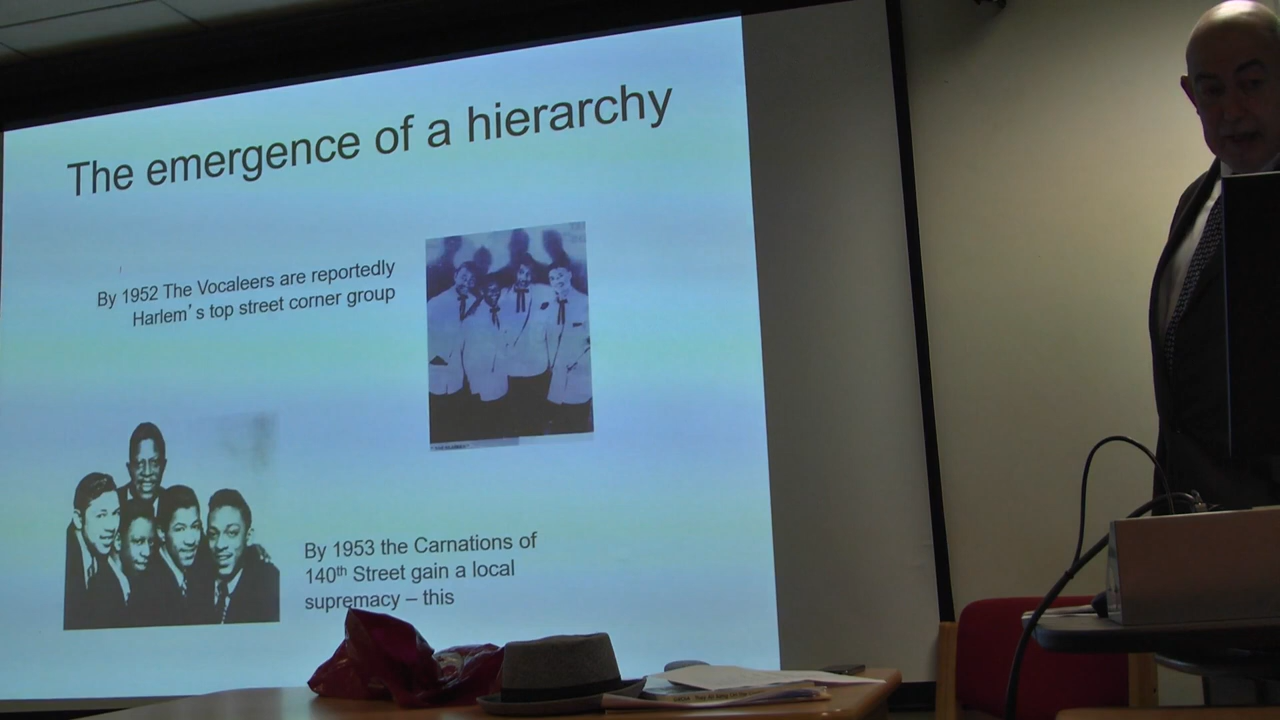 The emergence of a hierarchy
By 1952 The Vocaleers are reportedly
Harlem's top street corner group
By 1953 the Carnations of
140th Street gain a local
supremacy – this